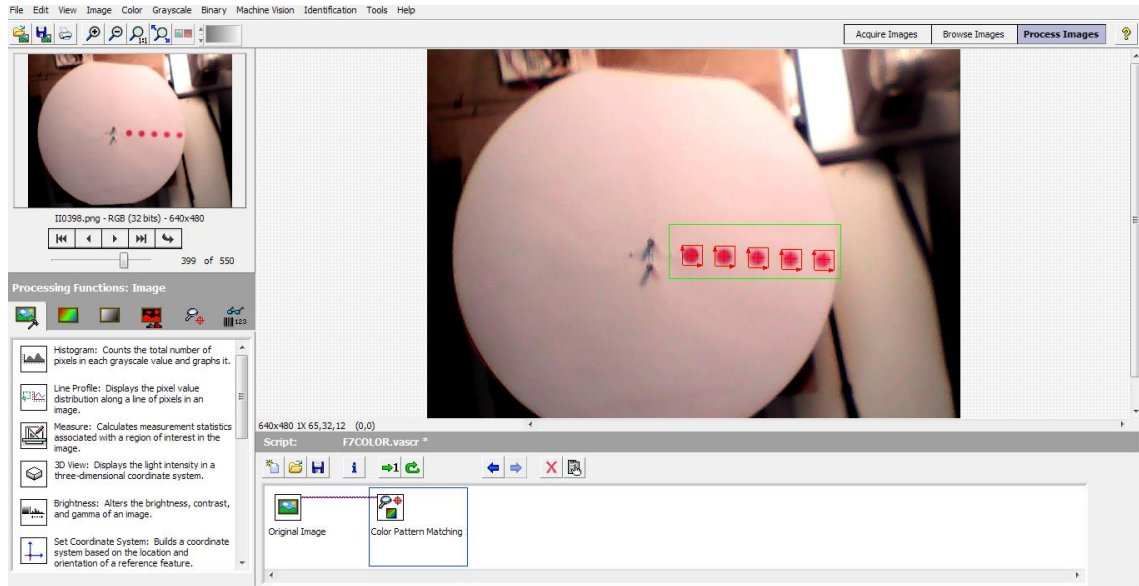 File Edit View Image Color Grayscale Binary Machine Vision Identification Tools Help
1:1
Acquire Images Browse Images Process Images ?
II0398.png - RGB (32 bits) - 640x480
399 of 550
Processing Functions: Image
123
Histogram: Counts the total number of
pixels in each grayscale value and graphs it.
Line Profile: Displays the pixel value
distribution along a line of pixels in an
image.
Measure: Calculates measurement statistics
associated with a region of interest in the
image.
3D View: Displays the light intensity in a
three-dimensional coordinate system.
Brightness: Alters the brightness, contrast,
and gamma of an image.
Set Coordinate System: Builds a coordinate
system based on the location and
orientation of a reference feature.
640x480 1X 65,32,12 (0,0)
Script: F7COLOR.vascr *
i 1 X
Original Image
Color Pattern Matching